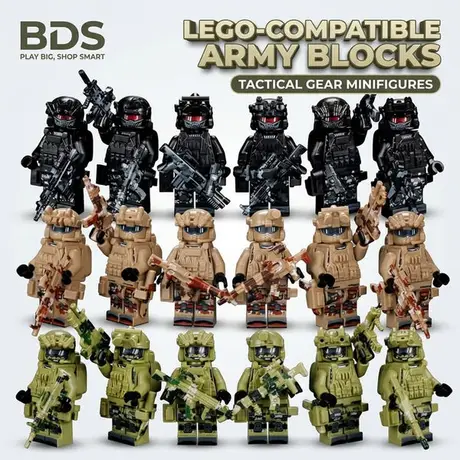 BDS
PLAY BIG, SHOP SMART
LEGO-COMPATIBLE
ARMY BLOCKS
TACTICAL GEAR MINIFIGURES